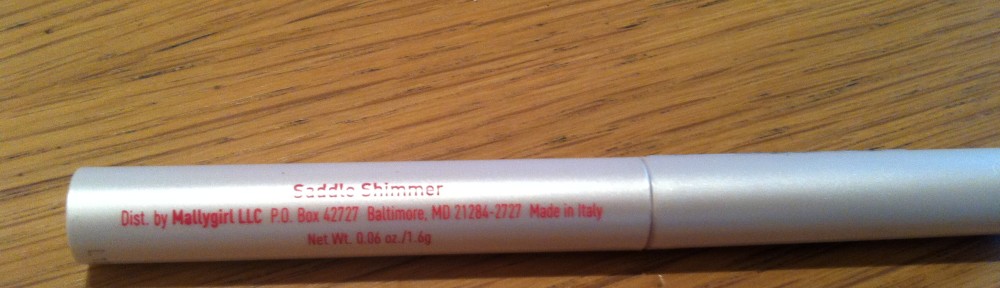 Saddle Shimmer
Dist. by Mallygirl LLC P.O. Box 42727 Baltimore, MD 21284-2727 Made in Italy
Net Wt. 0.06 oz./1.6g